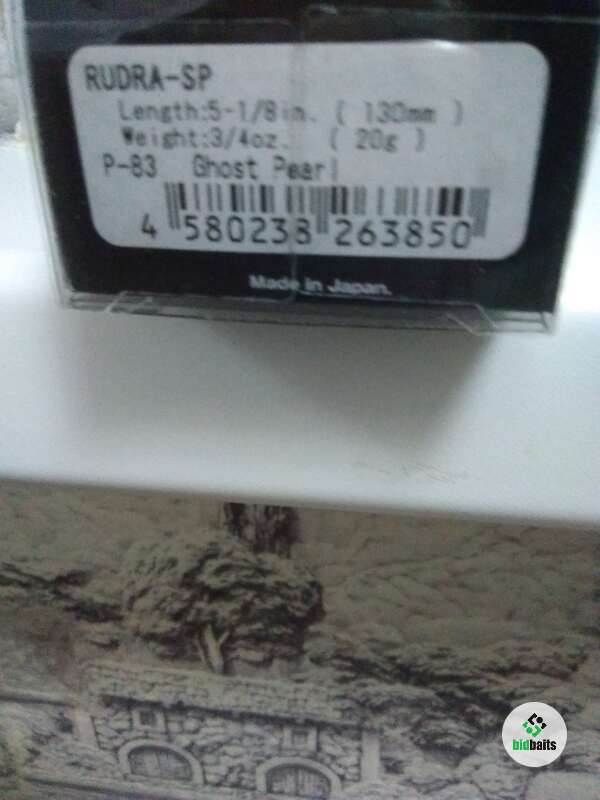 RUDRA-SP
Length:5-1/8in. ( 130mm )
Weight:3/4oz. ( 20g )
P-83 Ghost Pearl
4 580238 263850
Made in Japan.
bidbaits